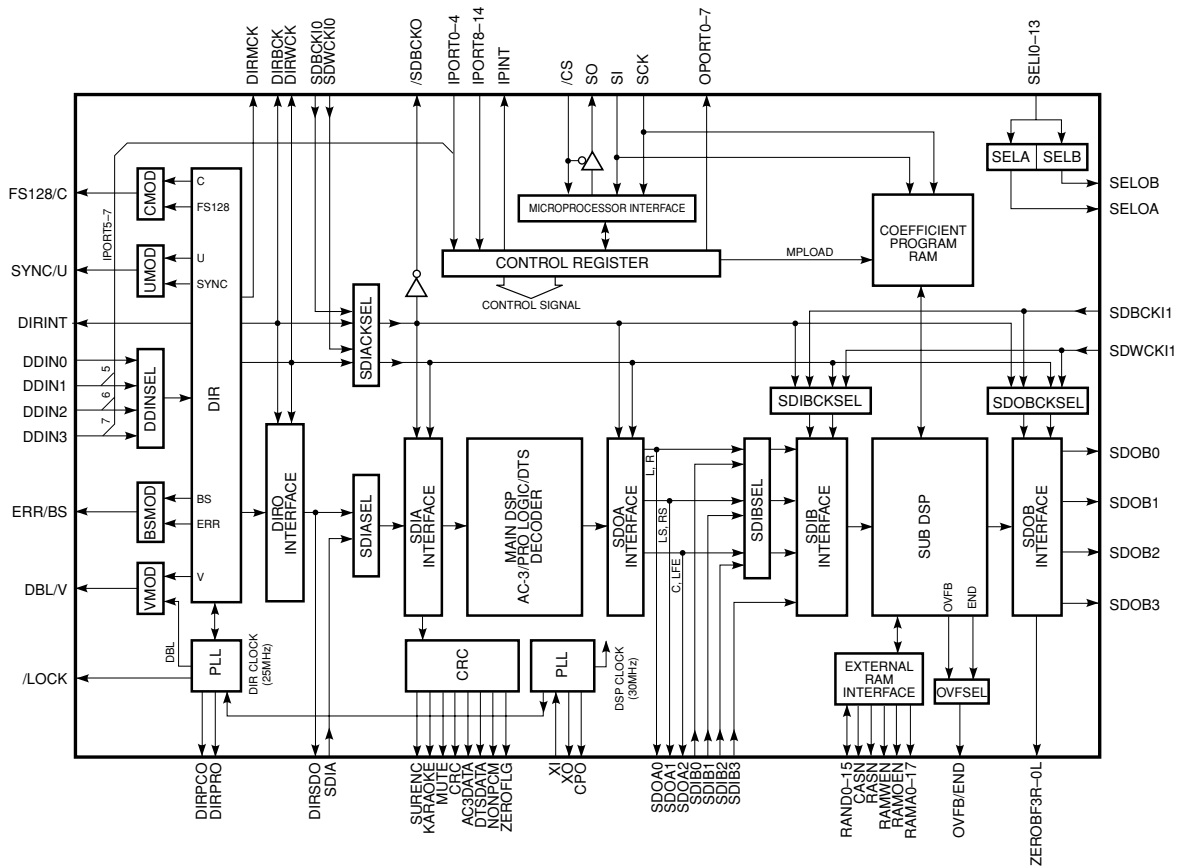 DIRMCK
DIRBCK
DIRWCK
SDBCKI0
SDWCKI0
/SDBCKO
IPORT0–4
IPORT8-14
IPINT
/CS
SO
SI
SCK
OPORT0–7
SELI0–13
FS128/C
SYNC/U
DIRINT
DDIN0
DDIN1
DDIN2
DDIN3
ERR/BS
DBL/V
/LOCK
IPORT5–7
CMOD
C
FS128
UMOD
U
SYNC
DDINSEL
5
6
7
DIR
BSMOD
BS
ERR
VMOD
V
DBL
PLL
DIR CLOCK
(25MHz)
MICROPROCESSOR INTERFACE
CONTROL REGISTER
CONTROL SIGNAL
MPLOAD
COEFFICIENT
PROGRAM
RAM
SELA
SELB
SELOB
SELOA
SDBCKI1
SDWCKI1
SDIACKSEL
SDIBCKSEL
SDOBCKSEL
DIRO
INTERFACE
SDIASEL
SDIA
INTERFACE
MAIN DSP
AC-3/PRO LOGIC/DTS
DECODER
SDOA
INTERFACE
L, R
LS, RS
C, LFE
SDIBSEL
SDIB
INTERFACE
SUB DSP
OVFB
END
SDOB
INTERFACE
SDOB0
SDOB1
SDOB2
SDOB3
CRC
PLL
DSP CLOCK
(30MHz)
EXTERNAL
RAM
INTERFACE
OVFSEL
DIRPCO
DIRPRO
DIRSDO
SDIA
SURENC
KARAOKE
MUTE
CRC
AC3DATA
DTSDATA
NONPCM
ZEROFLG
XI
XO
CPO
SDOA0
SDOA1
SDOA2
SDIB0
SDIB1
SDIB2
SDIB3
RAND0–15
CASN
RASN
RAMWEN
RAMOEN
RAMA0-17
OVFB/END
ZEROBF3R–0L